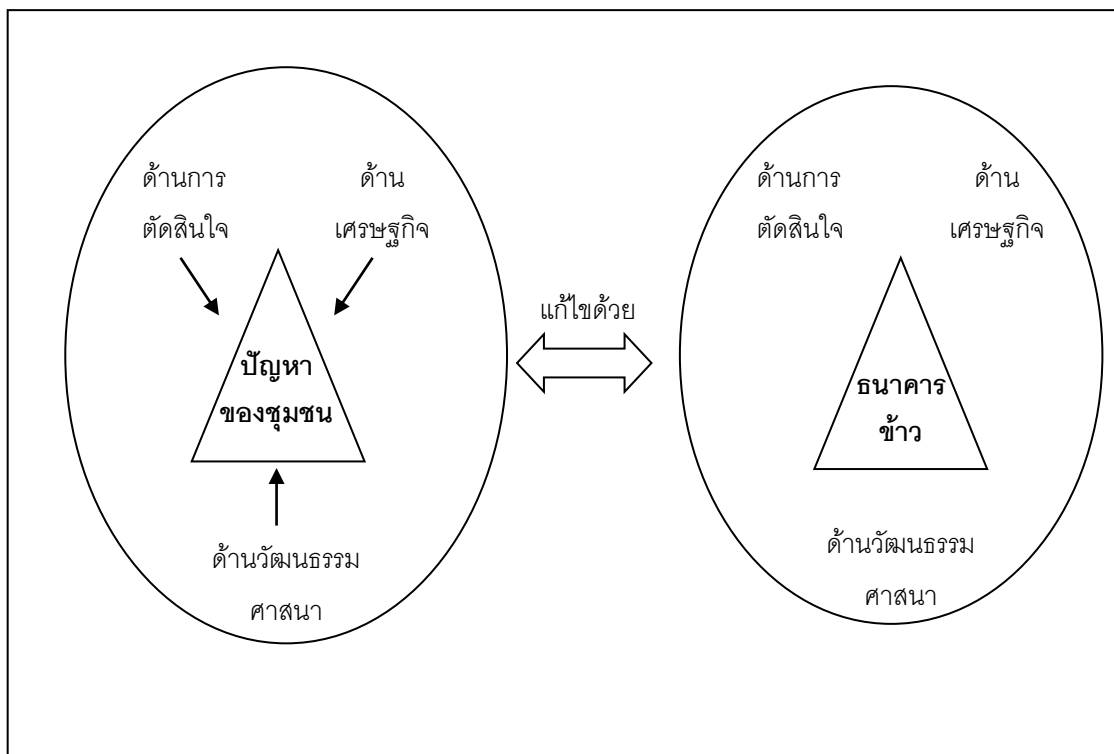 ด้านการ
ตัดสินใจ
ด้าน
เศรษฐกิจ
ปัญหา
ของชุมชน
ด้านวัฒนธรรม
ศาสนา
แก้ไขด้วย
ด้านการ
ตัดสินใจ
ด้าน
เศรษฐกิจ
ธนาคาร
ข้าว
ด้านวัฒนธรรม
ศาสนา